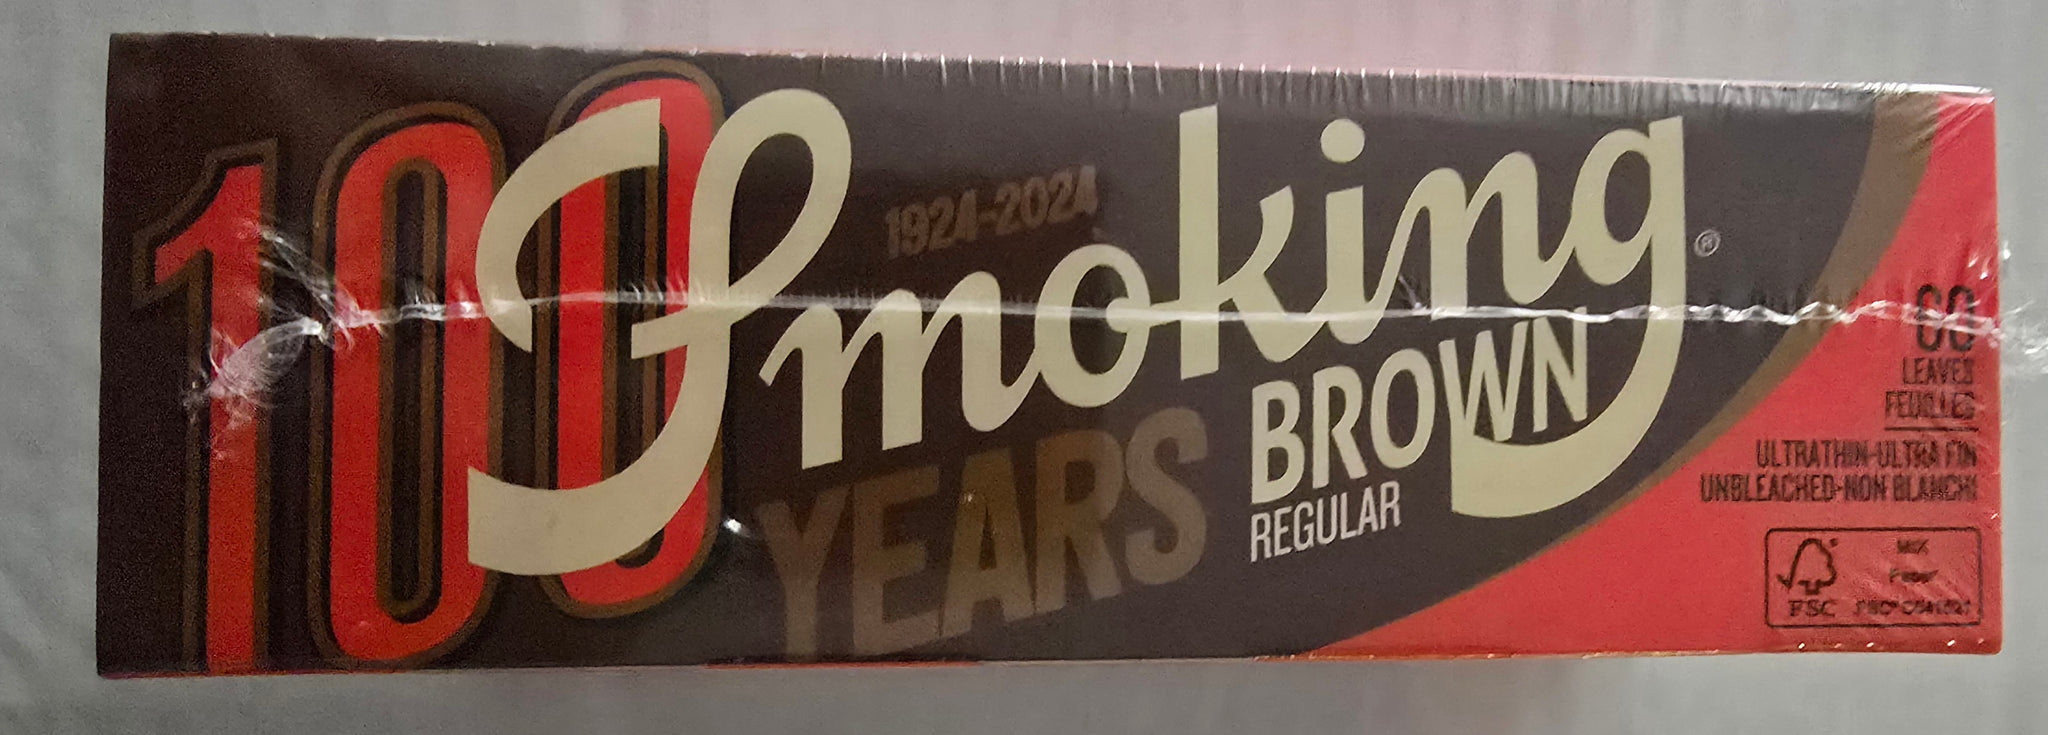 100
1924-2024
Smoking®
YEARS
BROWN
REGULAR
60
LEAVES
FEUILLES
ULTRATHIN-ULTRA FIN
UNBLEACHED-NON BLANCHI
FSC
MIX
Paper